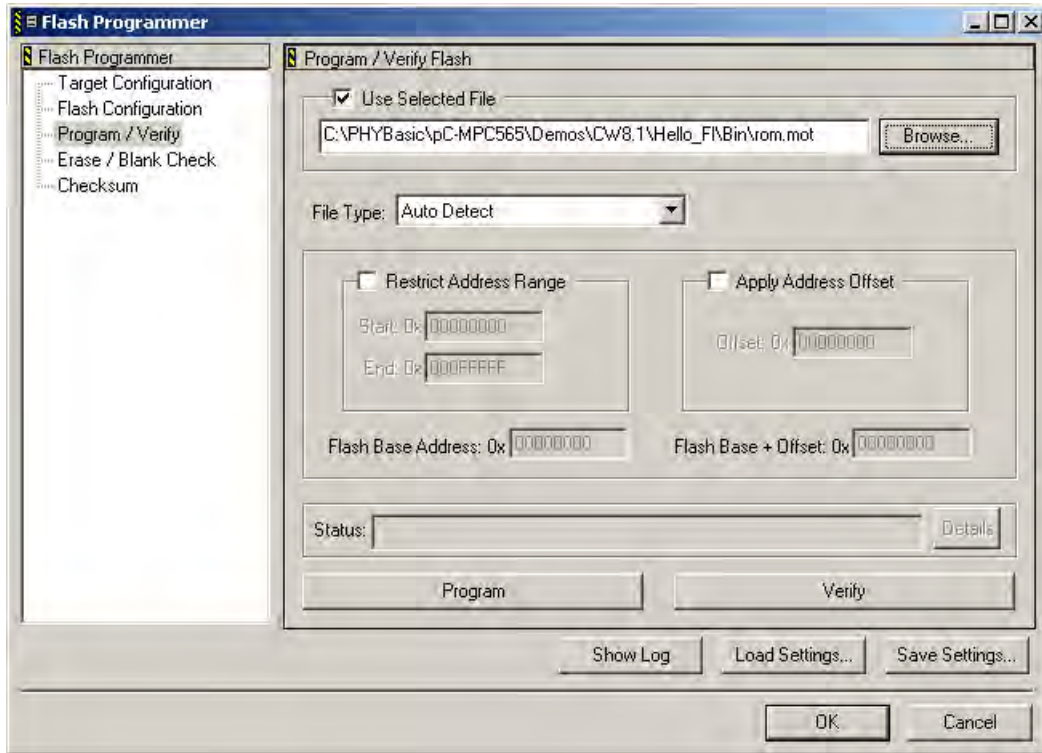 Flash Programmer
Flash Programmer
Target Configuration
Flash Configuration
Program / Verify
Erase / Blank Check
Checksum
Program / Verify Flash
Use Selected File
C:\PHYBasic\pC-MPC565\Demos\CW8.1\Hello_Fl\Bin\rom.mot
Browse...
File Type: Auto Detect
Restrict Address Range
Start: 0x 00000000
End: 0x 000FFFFF
Apply Address Offset
Offset: 0x 00000000
Flash Base Address: 0x 00000000
Flash Base + Offset: 0x 00000000
Status:
Details
Program
Verify
Show Log
Load Settings...
Save Settings...
OK
Cancel